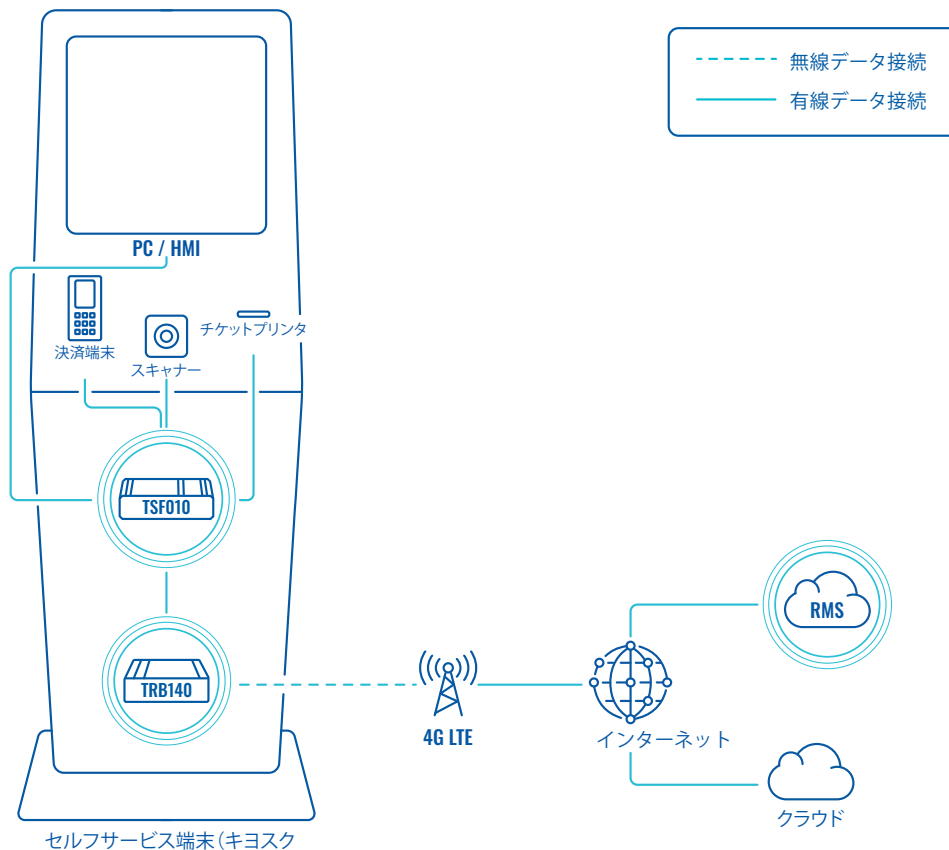 無線データ接続
有線データ接続
PC / HMI
決済端末
スキャナー
チケットプリンタ
TSF010
TRB140
4G LTE
インターネット
RMS
クラウド
セルフサービス端末(キヨスク